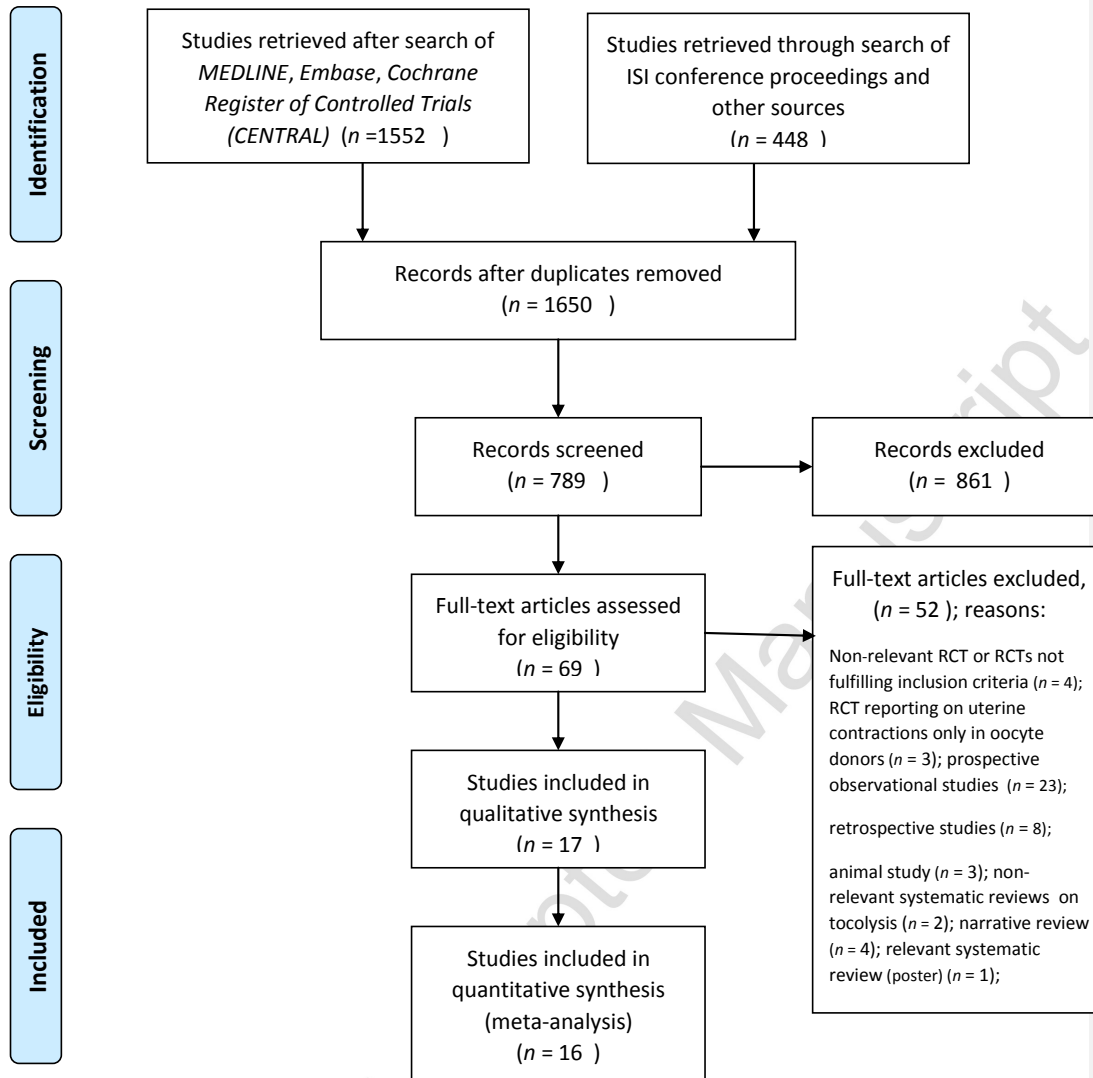 Identification
Studies retrieved after search of
MEDLINE, Embase, Cochrane
Register of Controlled Trials
(CENTRAL) (n =1552 )
Studies retrieved through search of
ISI conference proceedings and
other sources
(n = 448 )
Records after duplicates removed
(n = 1650 )
Screening
Records screened
(n = 789 )
Records excluded
(n = 861 )
Eligibility
Full-text articles assessed
for eligibility
(n = 69 )
Full-text articles excluded,
(n = 52 ); reasons:
Non-relevant RCT or RCTs not
fulfilling inclusion criteria (n = 4);
RCT reporting on uterine
contractions only in oocyte
donors (n = 3); prospective
observational studies (n = 23);
retrospective studies (n = 8);
animal study (n = 3); non-
relevant systematic reviews on
tocolysis (n = 2); narrative review
(n = 4); relevant systematic
review (poster) (n = 1);
Studies included in
qualitative synthesis
(n = 17 )
Included
Studies included in
quantitative synthesis
(meta-analysis)
(n = 16 )